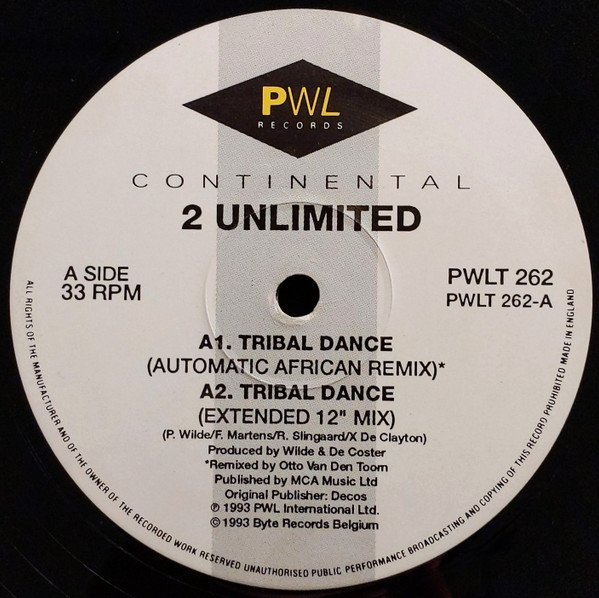 PWL
RECORDS
CONTINENTAL
2 UNLIMITED
A SIDE
33 RPM
PWLT 262
PWLT 262-A
A1. TRIBAL DANCE
(AUTOMATIC AFRICAN REMIX)*
A2. TRIBAL DANCE
(EXTENDED 12" MIX)
(P. Wilde/F. Martens/R. Slingaard/X De Clayton)
Produced by Wilde & De Coster
*Remixed by Otto Van Den Toorn
Published by MCA Music Ltd
Original Publisher: Decos
℗ 1993 PWL International Ltd.
© 1993 Byte Records Belgium
ALL RIGHTS OF THE MANUFACTURER AND OF THE OWNER OF THE RECORDED WORK RESERVED UNAUTHORISED PUBLIC PERFORMANCE BROADCASTING AND COPYING OF THIS RECORD PROHIBITED MADE IN ENGLAND